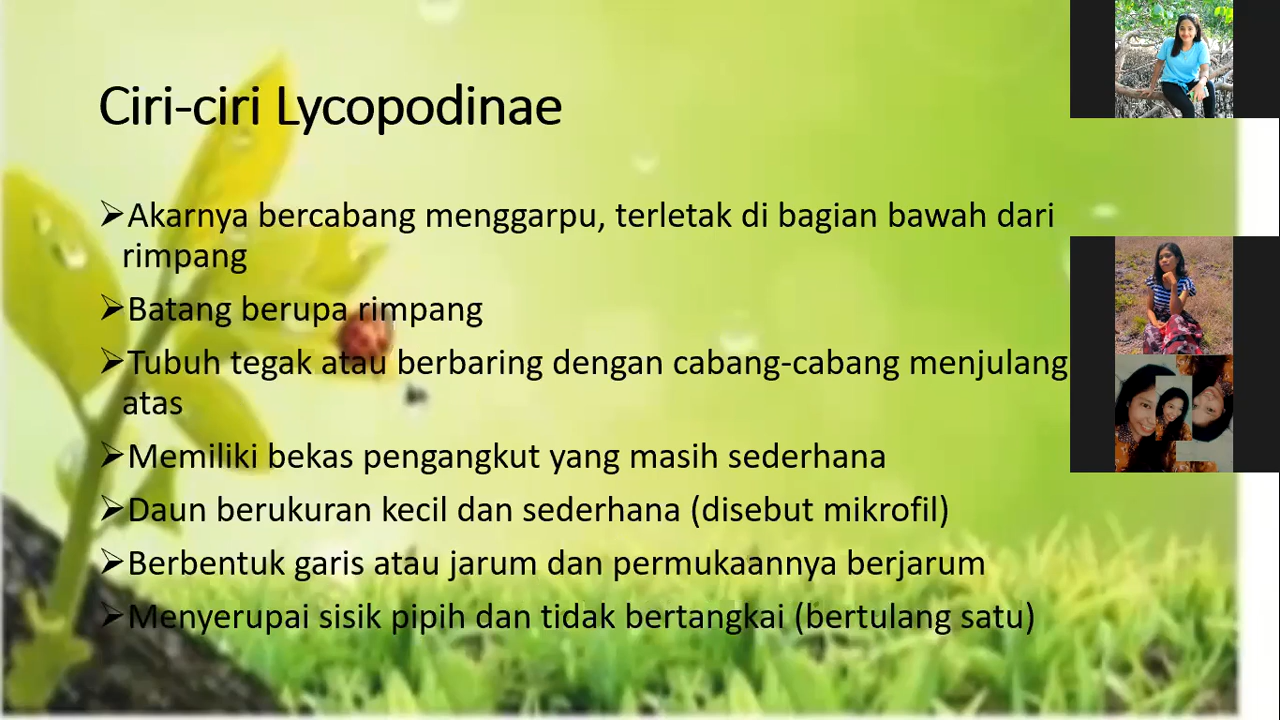 Ciri-ciri Lycopodinae
➢Akarnya bercabang menggarpu, terletak di bagian bawah dari
rimpang
➢Batang berupa rimpang
➢Tubuh tegak atau berbaring dengan cabang-cabang menjulang
atas
➢Memiliki bekas pengangkut yang masih sederhana
➢Daun berukuran kecil dan sederhana (disebut mikrofil)
➢Berbentuk garis atau jarum dan permukaannya berjarum
➢Menyerupai sisik pipih dan tidak bertangkai (bertulang satu)